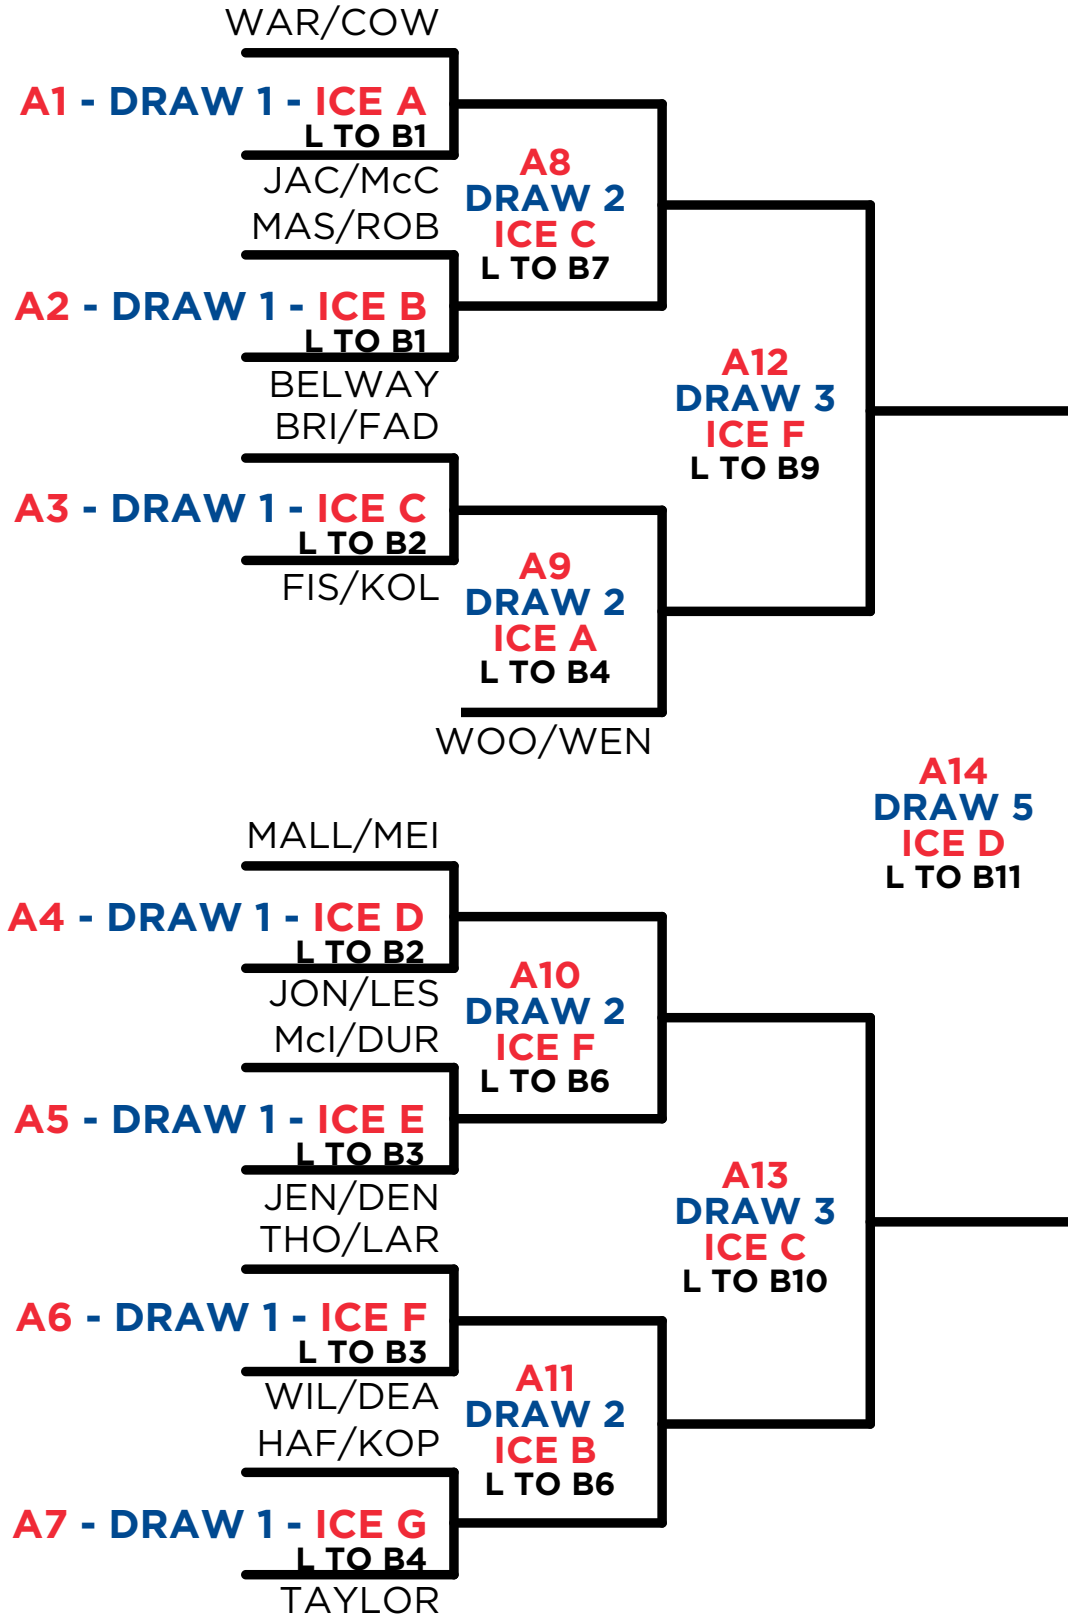 WAR/COW
A1 - DRAW 1 - ICE A
L TO B1
JAC/McC
MAS/ROB
A2 - DRAW 1 - ICE B
L TO B1
BELWAY
A8
DRAW 2
ICE C
L TO B7
BRI/FAD
A3 - DRAW 1 - ICE C
L TO B2
FIS/KOL
A9
DRAW 2
ICE A
L TO B4
WOO/WEN
A12
DRAW 3
ICE F
L TO B9
A14
DRAW 5
ICE D
L TO B11
MALL/MEI
A4 - DRAW 1 - ICE D
L TO B2
JON/LES
McI/DUR
A5 - DRAW 1 - ICE E
L TO B3
JEN/DEN
A10
DRAW 2
ICE F
L TO B6
THO/LAR
A6 - DRAW 1 - ICE F
L TO B3
WIL/DEA
HAF/KOP
A7 - DRAW 1 - ICE G
L TO B4
TAYLOR
A11
DRAW 2
ICE B
L TO B6
A13
DRAW 3
ICE C
L TO B10